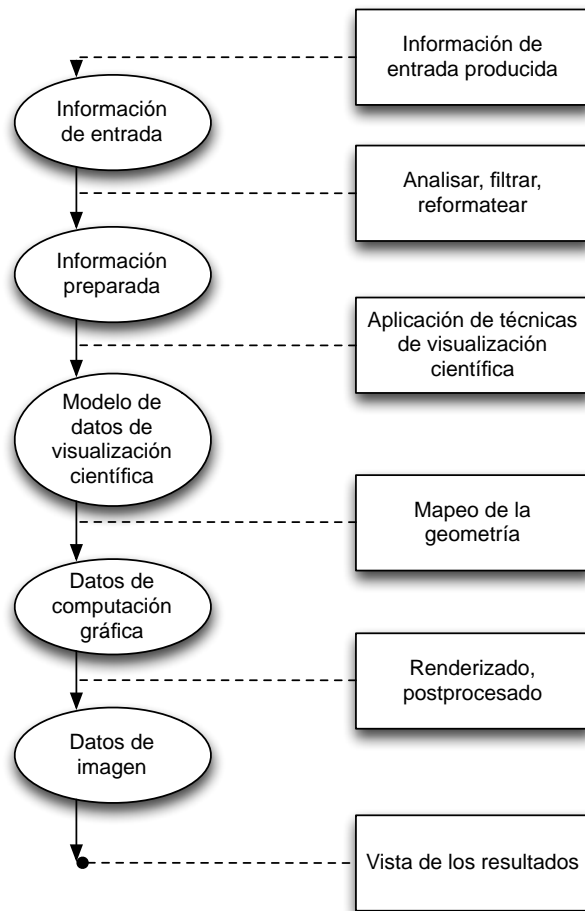 Información de
entrada producida
Información
de entrada
Analisar, filtrar,
reformatear
Información
preparada
Aplicación de técnicas
de visualización
científica
Modelo de
datos de
visualización
científica
Mapeo de la
geometría
Datos de
computación
gráfica
Renderizado,
postprocesado
Datos de
imagen
Vista de los resultados